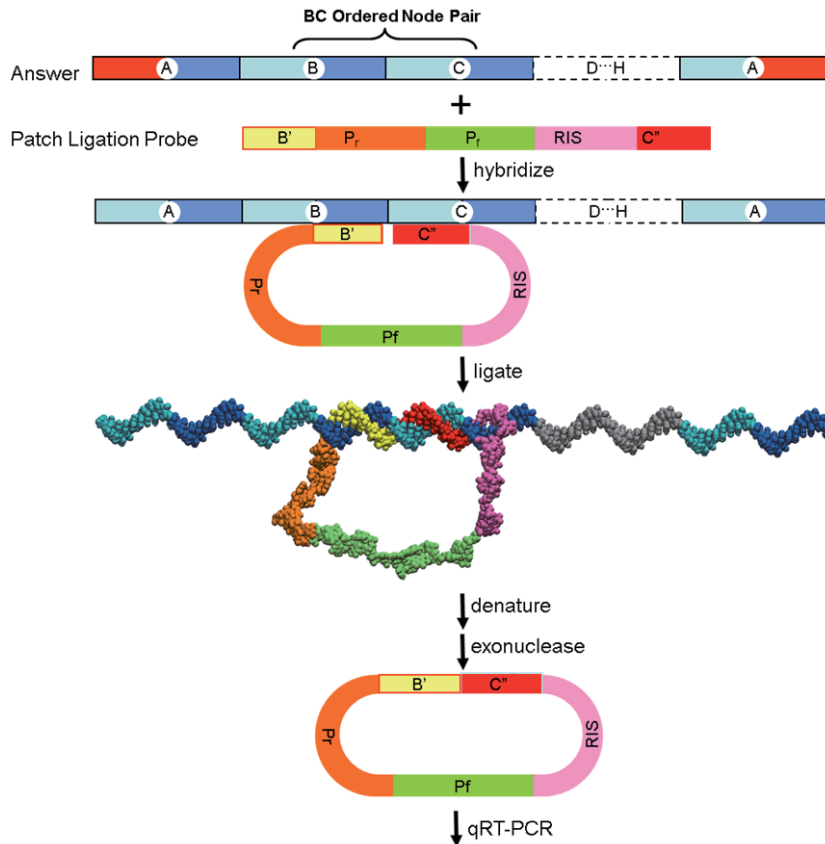 BC Ordered Node Pair
Answer A B C D···H A
+
Patch Ligation Probe B' Pr Pf RIS C"
hybridize
A B C D···H A
B' C"
Pr RIS
Pf
ligate
denature
exonuclease
B' C"
Pr RIS
Pf
qRT-PCR